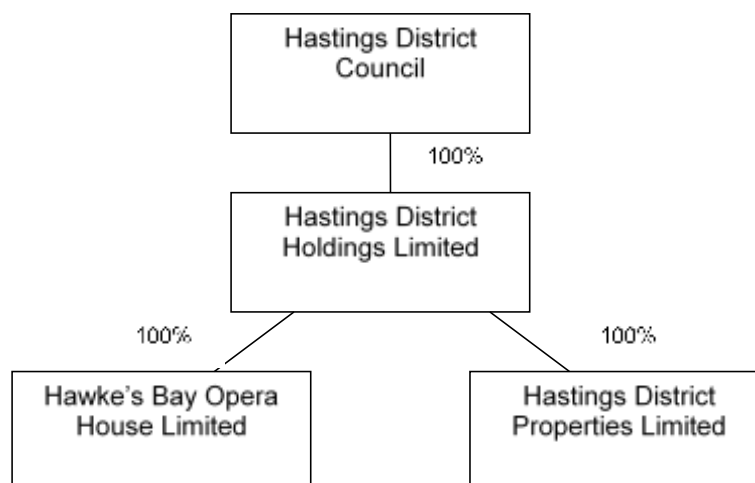 Hastings District
Council
100%
Hastings District
Holdings Limited
100%
100%
Hawke's Bay Opera
House Limited
Hastings District
Properties Limited